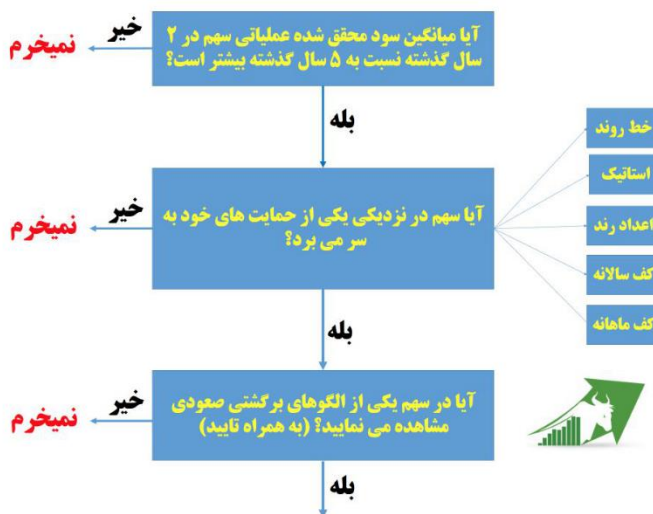 آیا میانگین سود محقق شده عملیاتی سهم در ۲
سال گذشته نسبت به ۵ سال گذشته بیشتر است؟
خیر
نمیخرم
بله
آیا سهم در نزدیکی یکی از حمایت های خود به
سر می برد؟
خط روند
استاتیک
اعداد رند
کف سالانه
کف ماهانه
خیر
نمیخرم
بله
آیا در سهم یکی از الگوهای برگشتی صعودی
مشاهده می نمایید؟ (به همراه تایید)
خیر
نمیخرم
بله